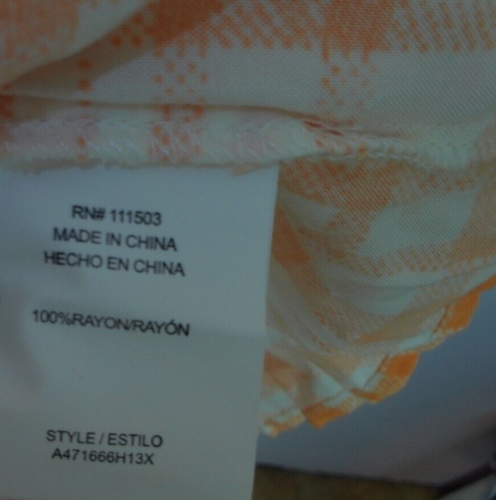 RN# 111503
MADE IN CHINA
HECHO EN CHINA
100%RAYON/RAYÓN
STYLE / ESTILO
A471666H13X